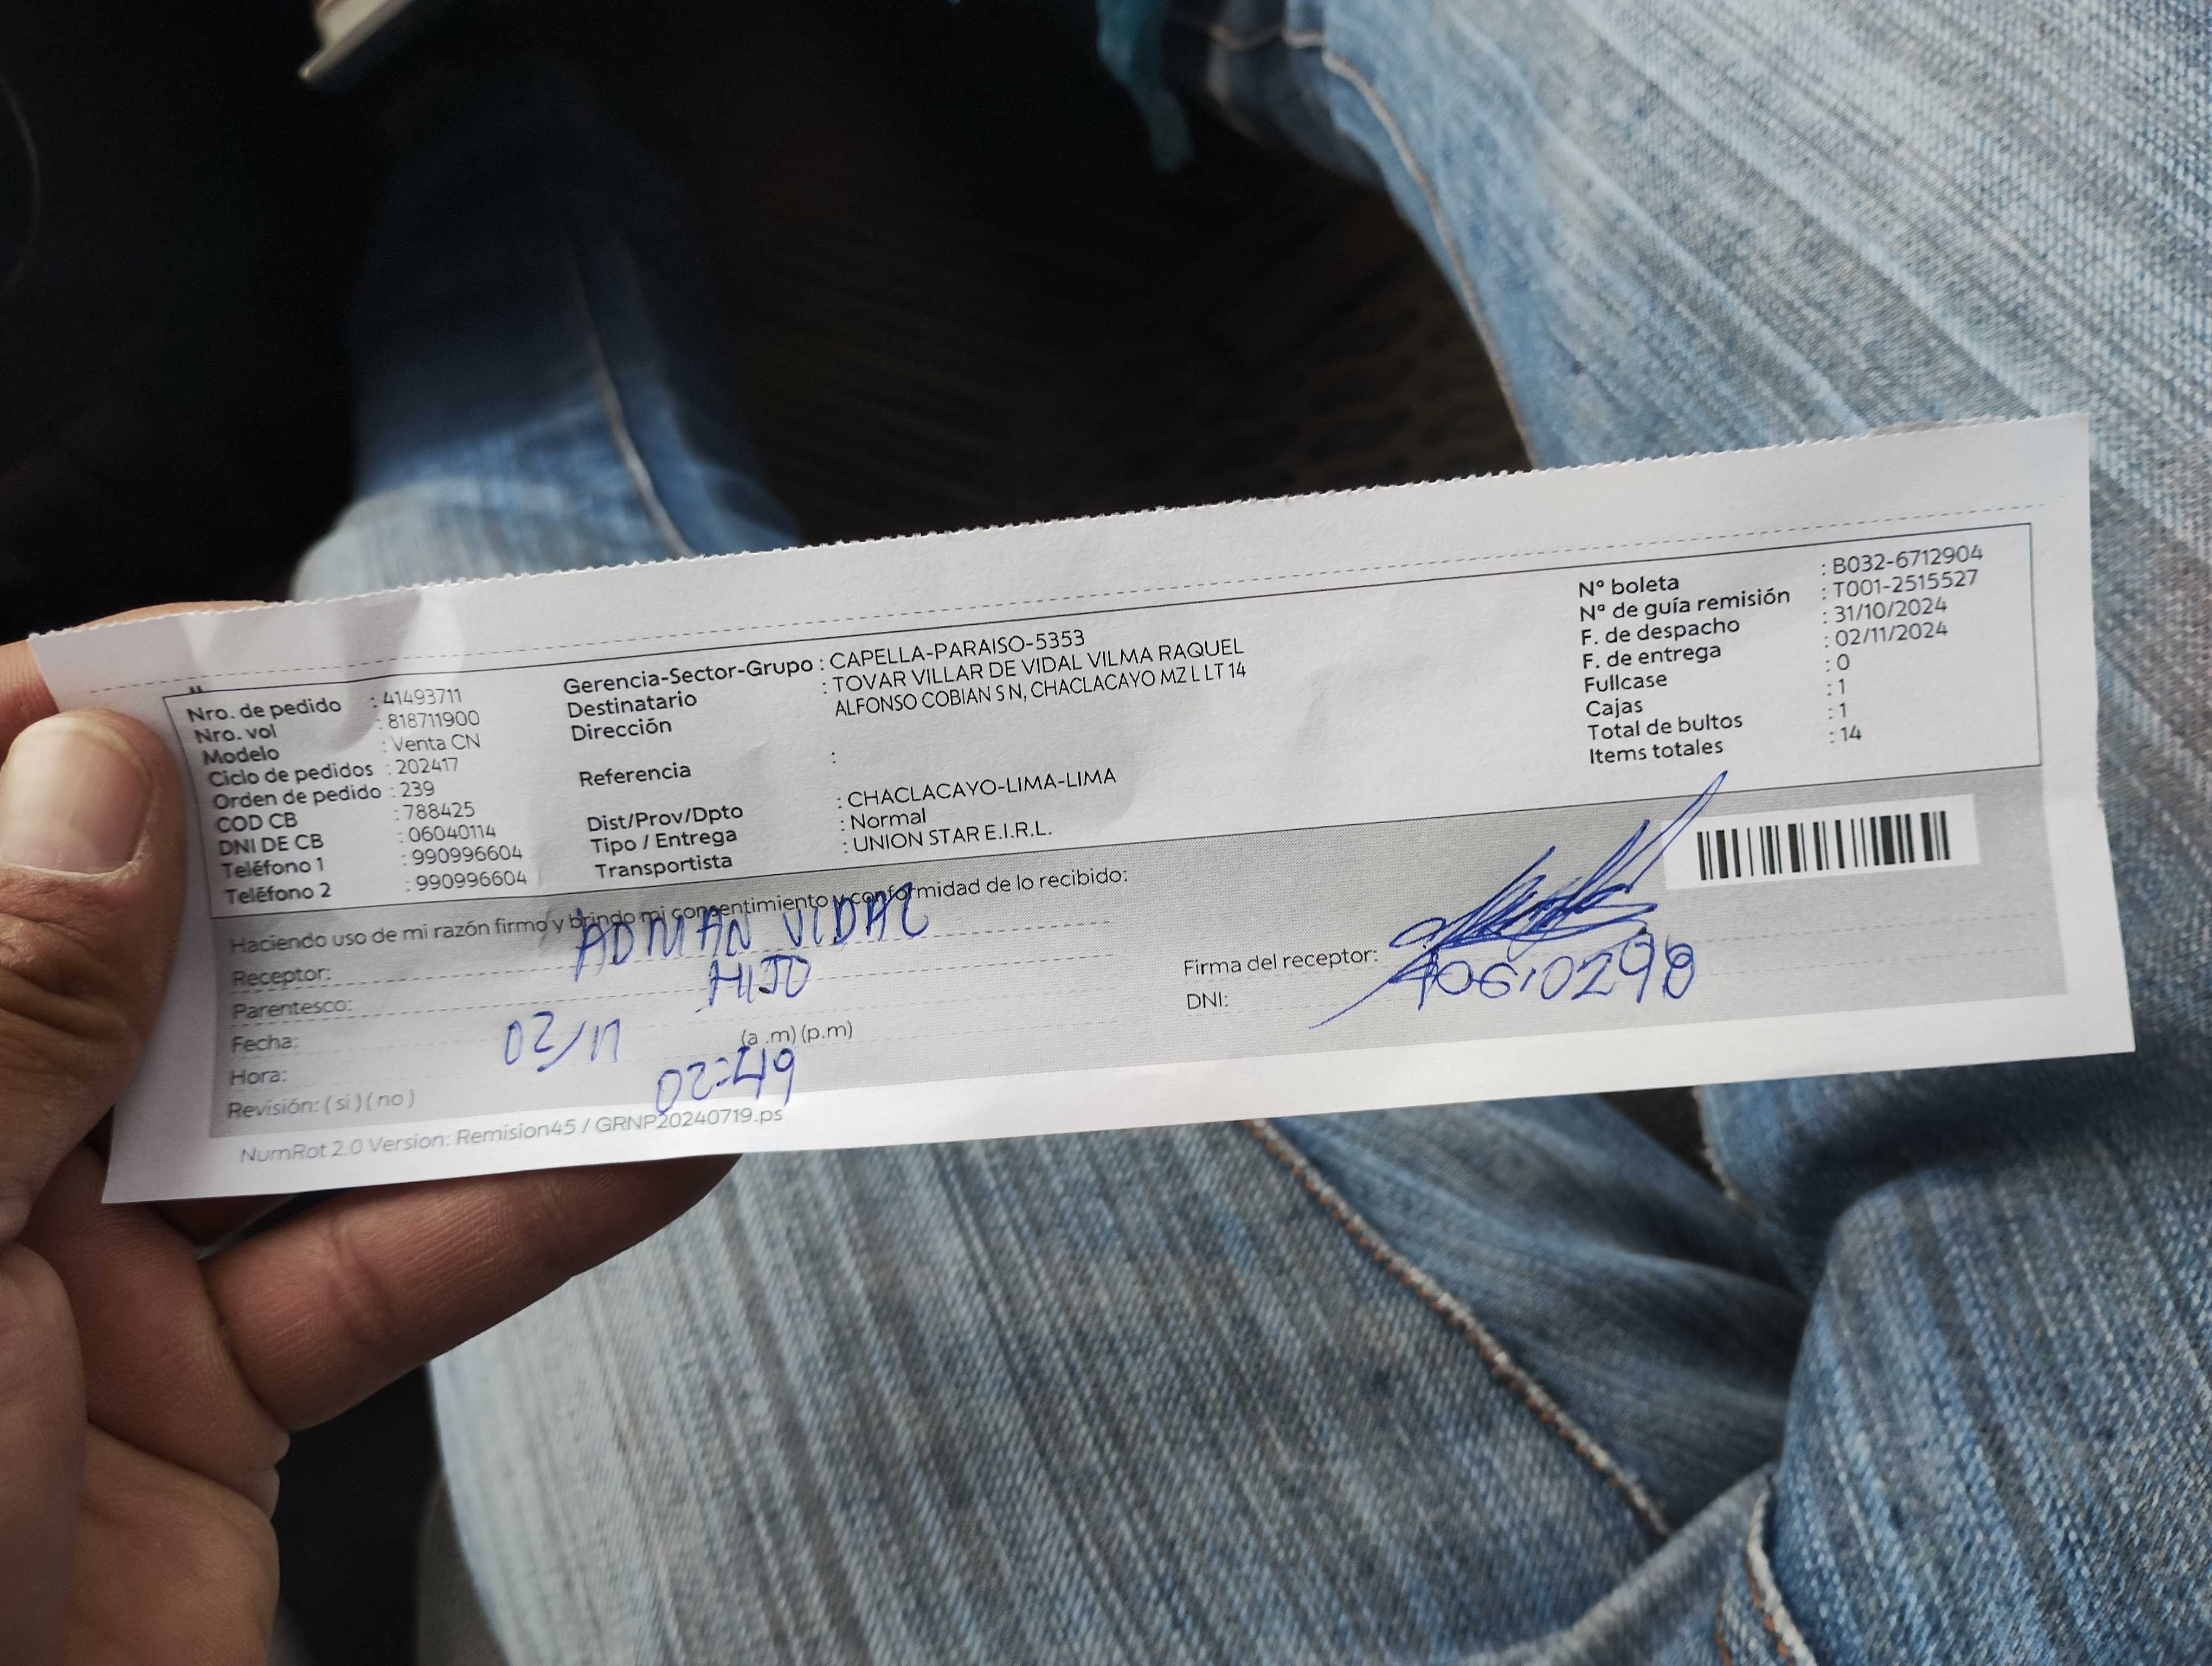 Nro. de pedido : 41493711
Nro. vol : 818711900
Modelo : Venta CN
Ciclo de pedidos : 202417
Orden de pedido : 239
COD CB : 788425
DNI DE CB : 06040114
Teléfono 1 : 990996604
Teléfono 2 : 990996604
Gerencia-Sector-Grupo : CAPELLA-PARAISO-5353
Destinatario : TOVAR VILLAR DE VIDAL VILMA RAQUEL
Dirección ALFONSO COBIAN S N, CHACLACAYO MZ L LT 14
Referencia :
Dist/Prov/Dpto : CHACLACAYO-LIMA-LIMA
Tipo / Entrega : Normal
Transportista : UNION STAR E.I.R.L.
N° boleta : B032-6712904
N° de guía remisión : T001-2515527
F. de despacho : 31/10/2024
F. de entrega : 02/11/2024
Fullcase : 0
Cajas : 1
Total de bultos : 1
Items totales : 14
Haciendo uso de mi razón firmo y brindo mi consentimiento y conformidad de lo recibido:
Receptor: VIDAL
Parentesco: HIJO
Fecha: 02/11
Hora: 02:49 (a .m) (p.m)
Revisión: ( si ) ( no )
Firma del receptor:
DNI:
NumRot 2.0 Version: Remision45 / GRNP20240719.ps